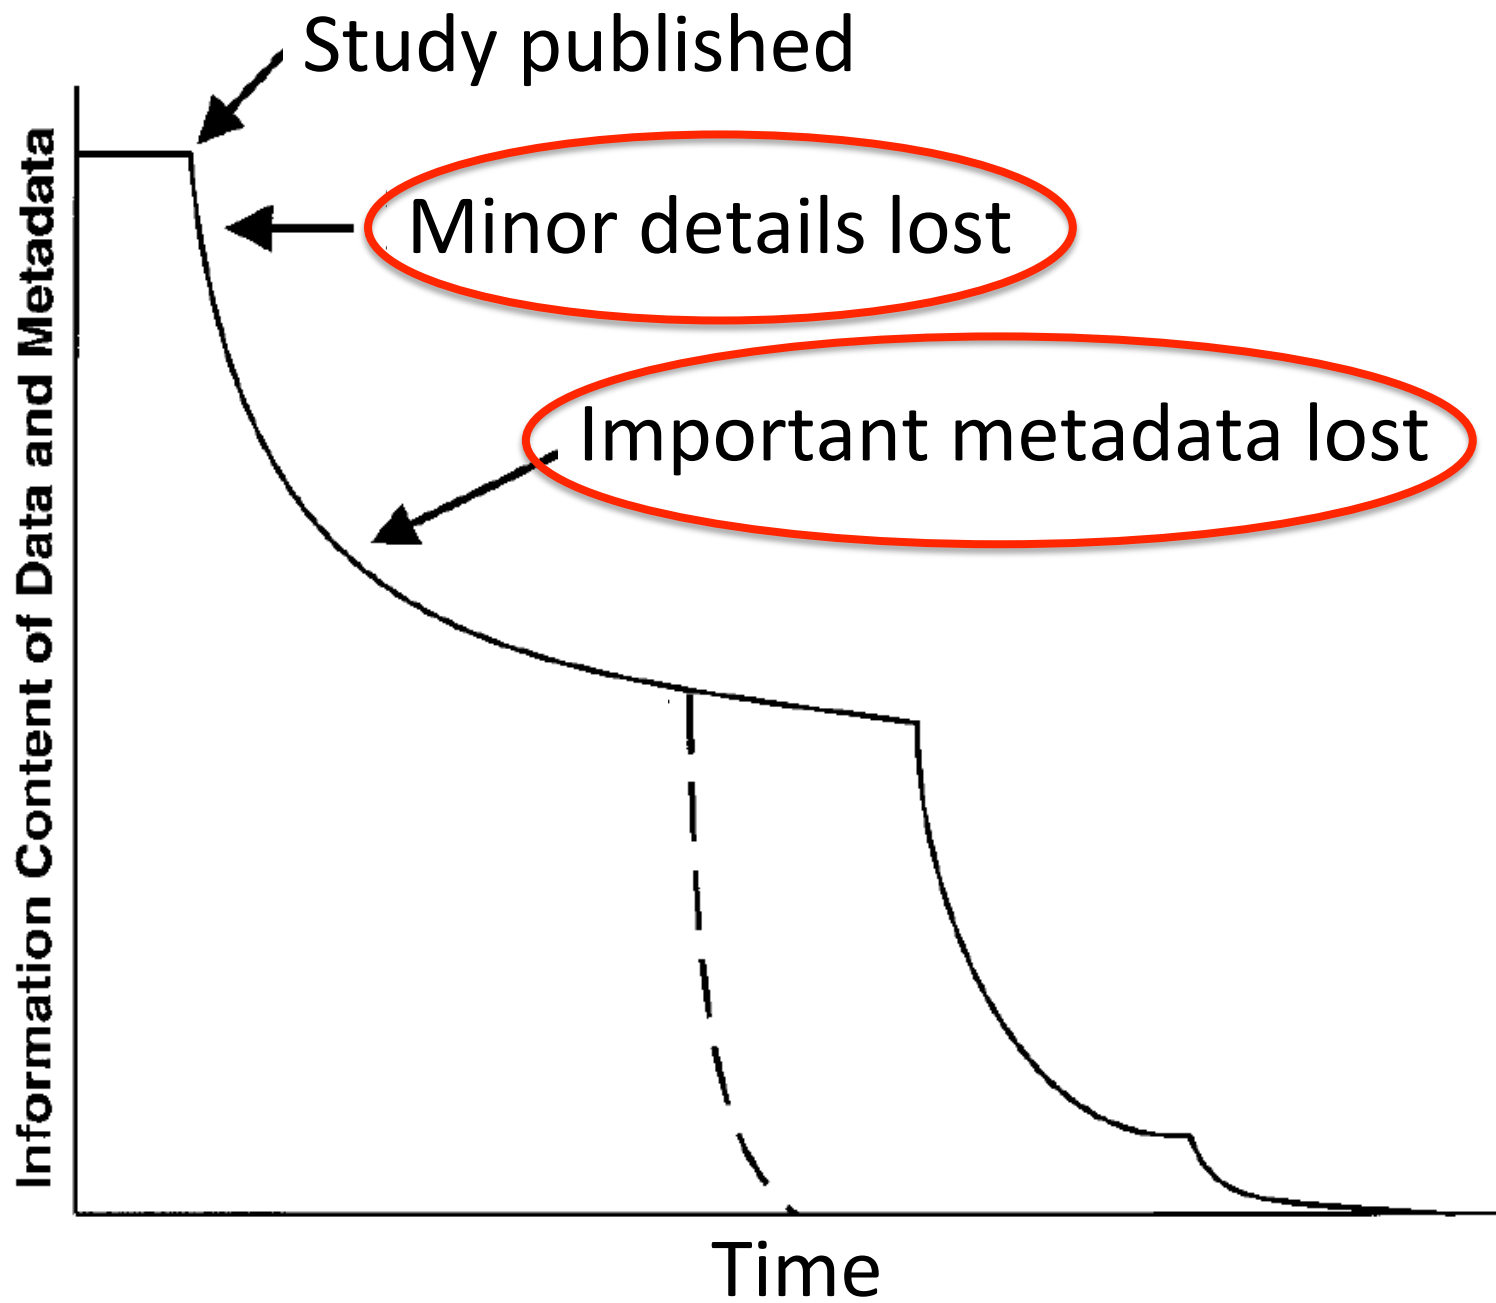 Study published
Minor details lost
Important metadata lost
Information Content of Data and Metadata
Time